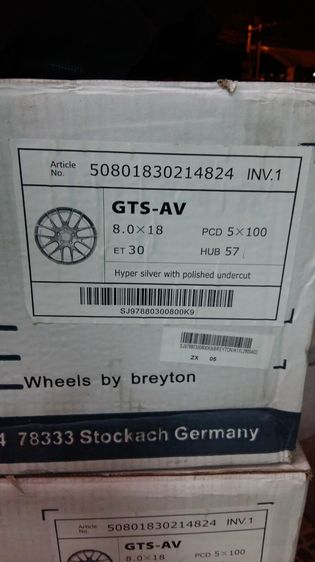 Article No. 50801830214824 INV.1
GTS-AV
8.0×18 PCD 5×100
ET 30 HUB 57
Hyper silver with polished undercut
SJ97880300800K9
ZX 05
Wheels by breyton
4 78333 Stockach Germany
Article No. 50801830214824 INV.1
GTS-AV
8.0×18 PCD 5×100